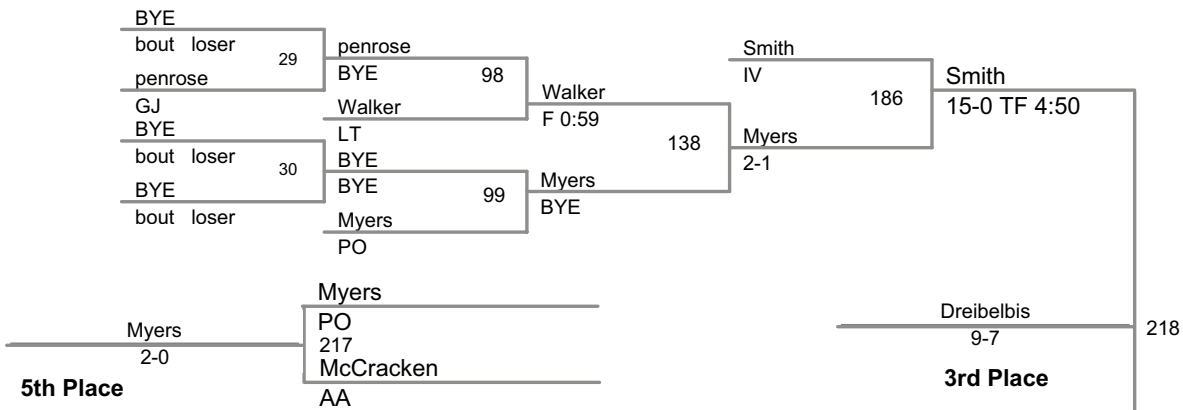 BYE
bout loser
29
penrose
GJ
penrose
BYE
98
Walker
LT
BYE
bout loser
30
BYE
bout loser
BYE
BYE
99
Myers
PO
Walker
F 0:59
138
Myers
BYE
Smith
IV
186
Myers
2-1
Smith
15-0 TF 4:50
Myers
PO
217
McCracken
AA
Myers
2-0
5th Place
Dreibelbis
9-7
218
3rd Place